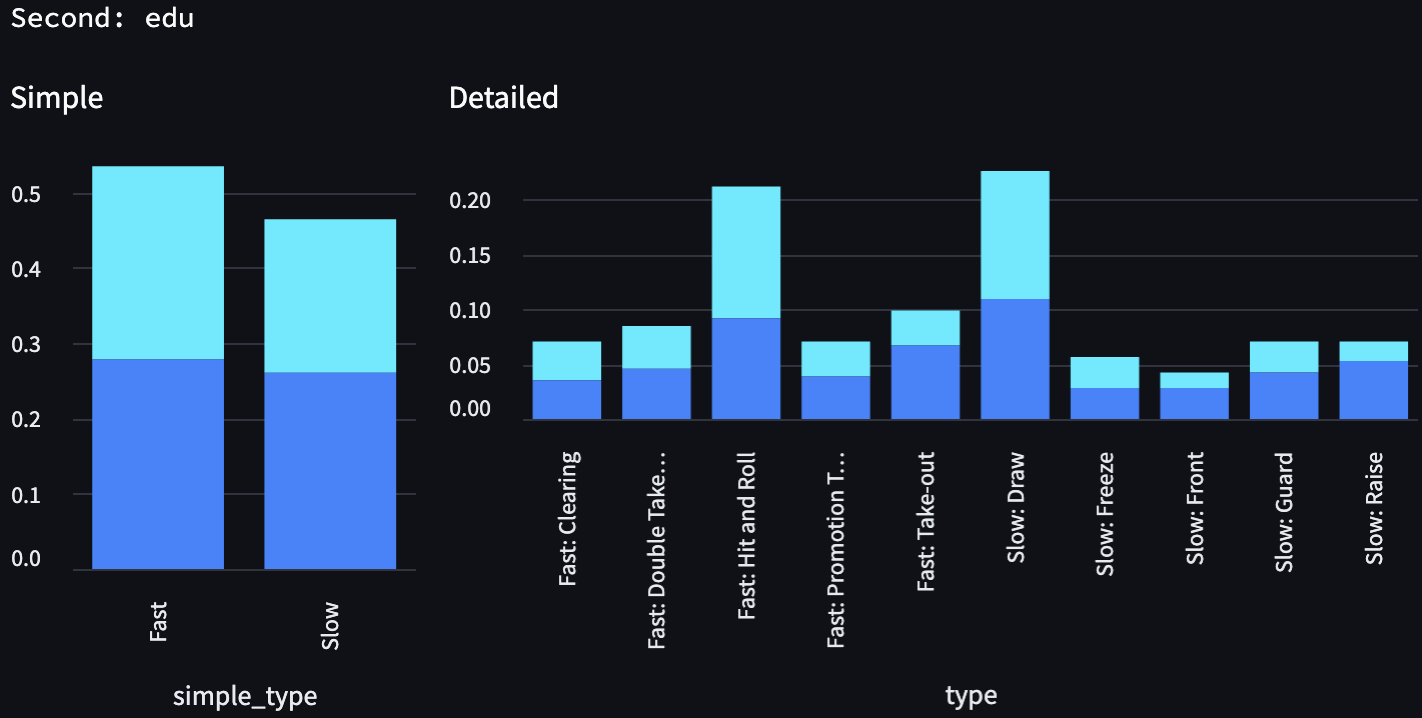 Second: edu
Simple
0.5
0.4
0.3
0.2
0.1
0.0
Fast
Slow
simple_type
Detailed
0.20
0.15
0.10
0.05
0.00
Fast: Clearing
Fast: Double Take…
Fast: Hit and Roll
Fast: Promotion T…
Fast: Take-out
Slow: Draw
Slow: Freeze
Slow: Front
Slow: Guard
Slow: Raise
type